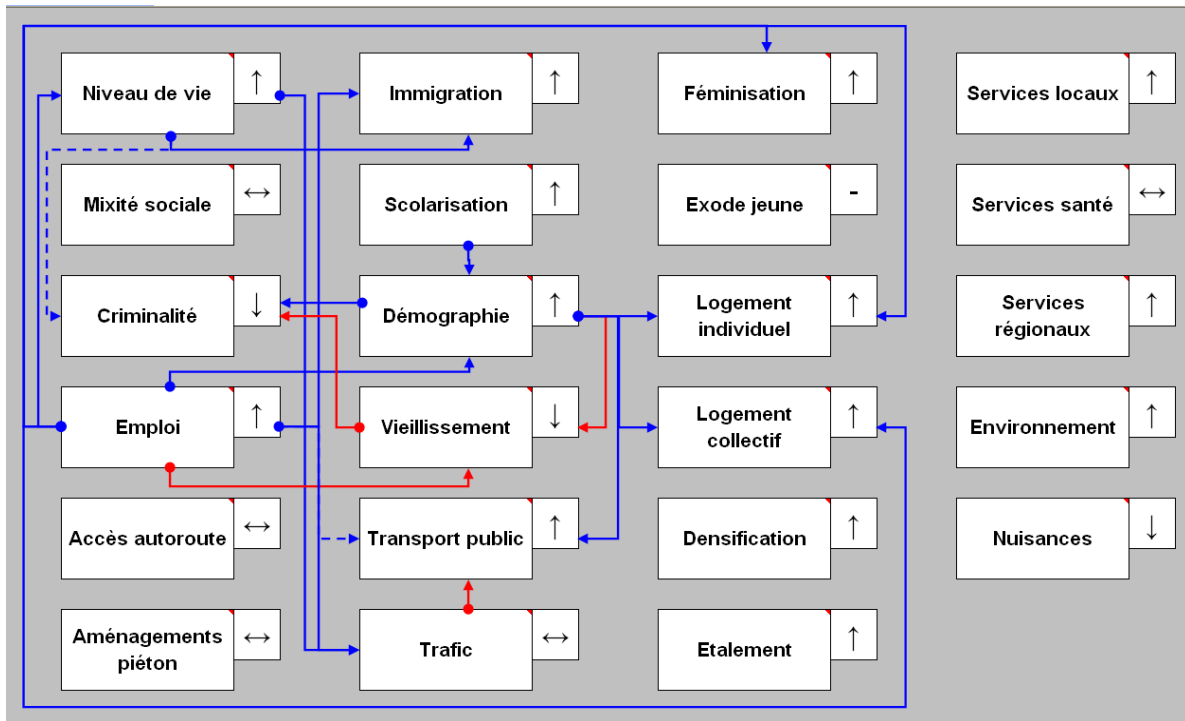 Niveau de vie ↑
Immigration ↑
Féminisation ↑
Services locaux ↑
Mixité sociale ↔
Scolarisation ↑
Exode jeune -
Services santé ↔
Criminalité ↓
Démographie ↑
Logement
individuel ↑
Services
régionaux ↑
Emploi ↑
Vieillissement ↓
Logement
collectif ↑
Environnement ↑
Accès autoroute ↔
Transport public ↑
Densification ↑
Nuisances ↓
Aménagements
piéton ↔
Trafic ↔
Etalement ↑